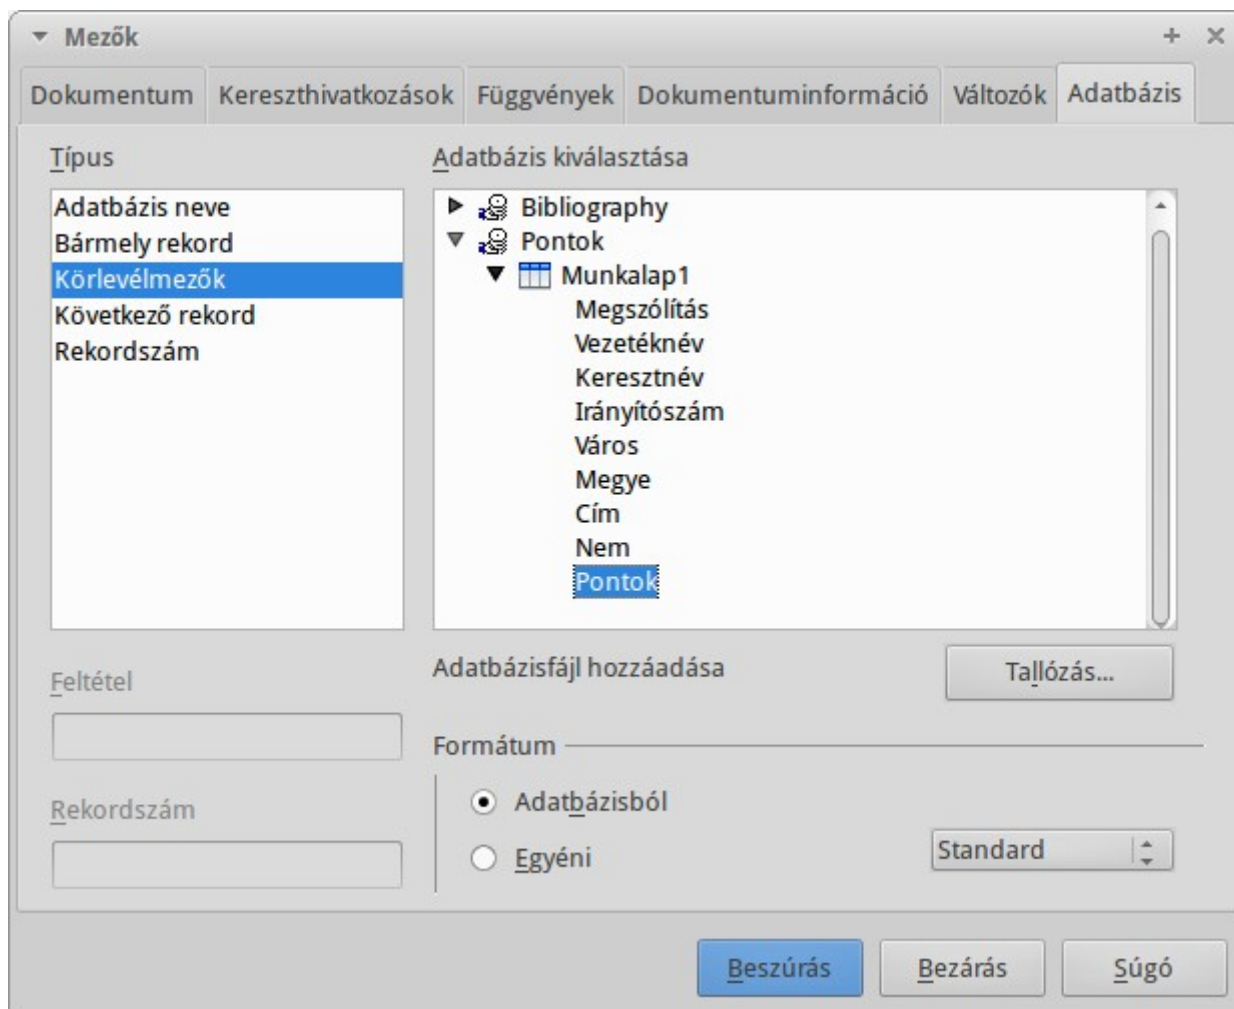 Mezők
Dokumentum Kereszthivatkozások Függvények Dokumentuminformáció Változók Adatbázis
Típus
Adatbázis neve
Bármely rekord
Körlevélmezők
Következő rekord
Rekordszám
Adatbázis kiválasztása
Bibliography
Pontok
Munkalap1
Megszólítás
Vezetéknév
Keresztnév
Irányítószám
Város
Megye
Cím
Nem
Pontok
Feltétel
Rekordszám
Adatbázisfájl hozzáadása
Tallózás...
Formátum
Adatbázisból
Egyéni
Standard
Beszúrás Bezárás Súgó